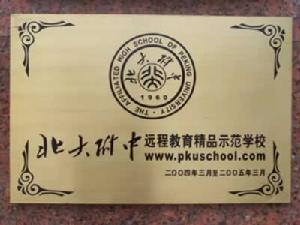 THE AFFILIATED HIGH SCHOOL OF PEKING UNIVERSITY
北大附中
1960
北大附中 远程教育精品示范学校
www.pkuschool.com
二〇〇四年三月至二〇〇五年三月